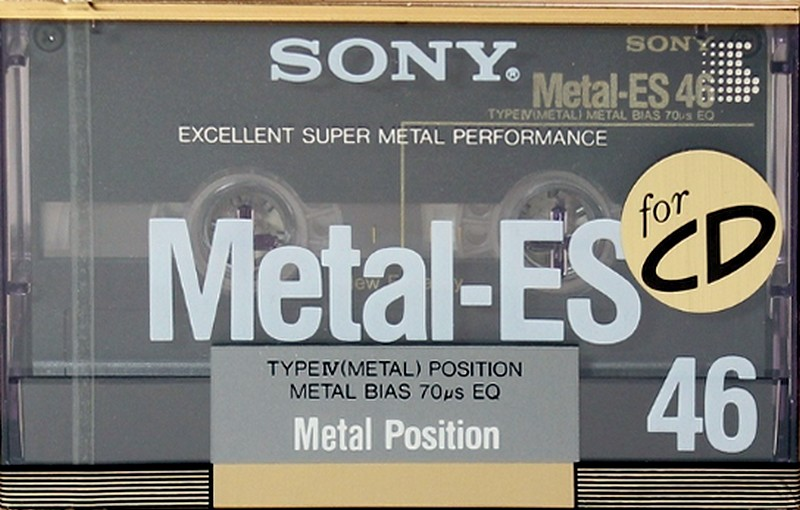 SONY®
SONY
Metal-ES 46
TYPEⅣ(METAL) METAL BIAS 70μs EQ
EXCELLENT SUPER METAL PERFORMANCE
for
CD
Metal-ES
46
TYPEⅣ(METAL) POSITION
METAL BIAS 70μs EQ
Metal Position